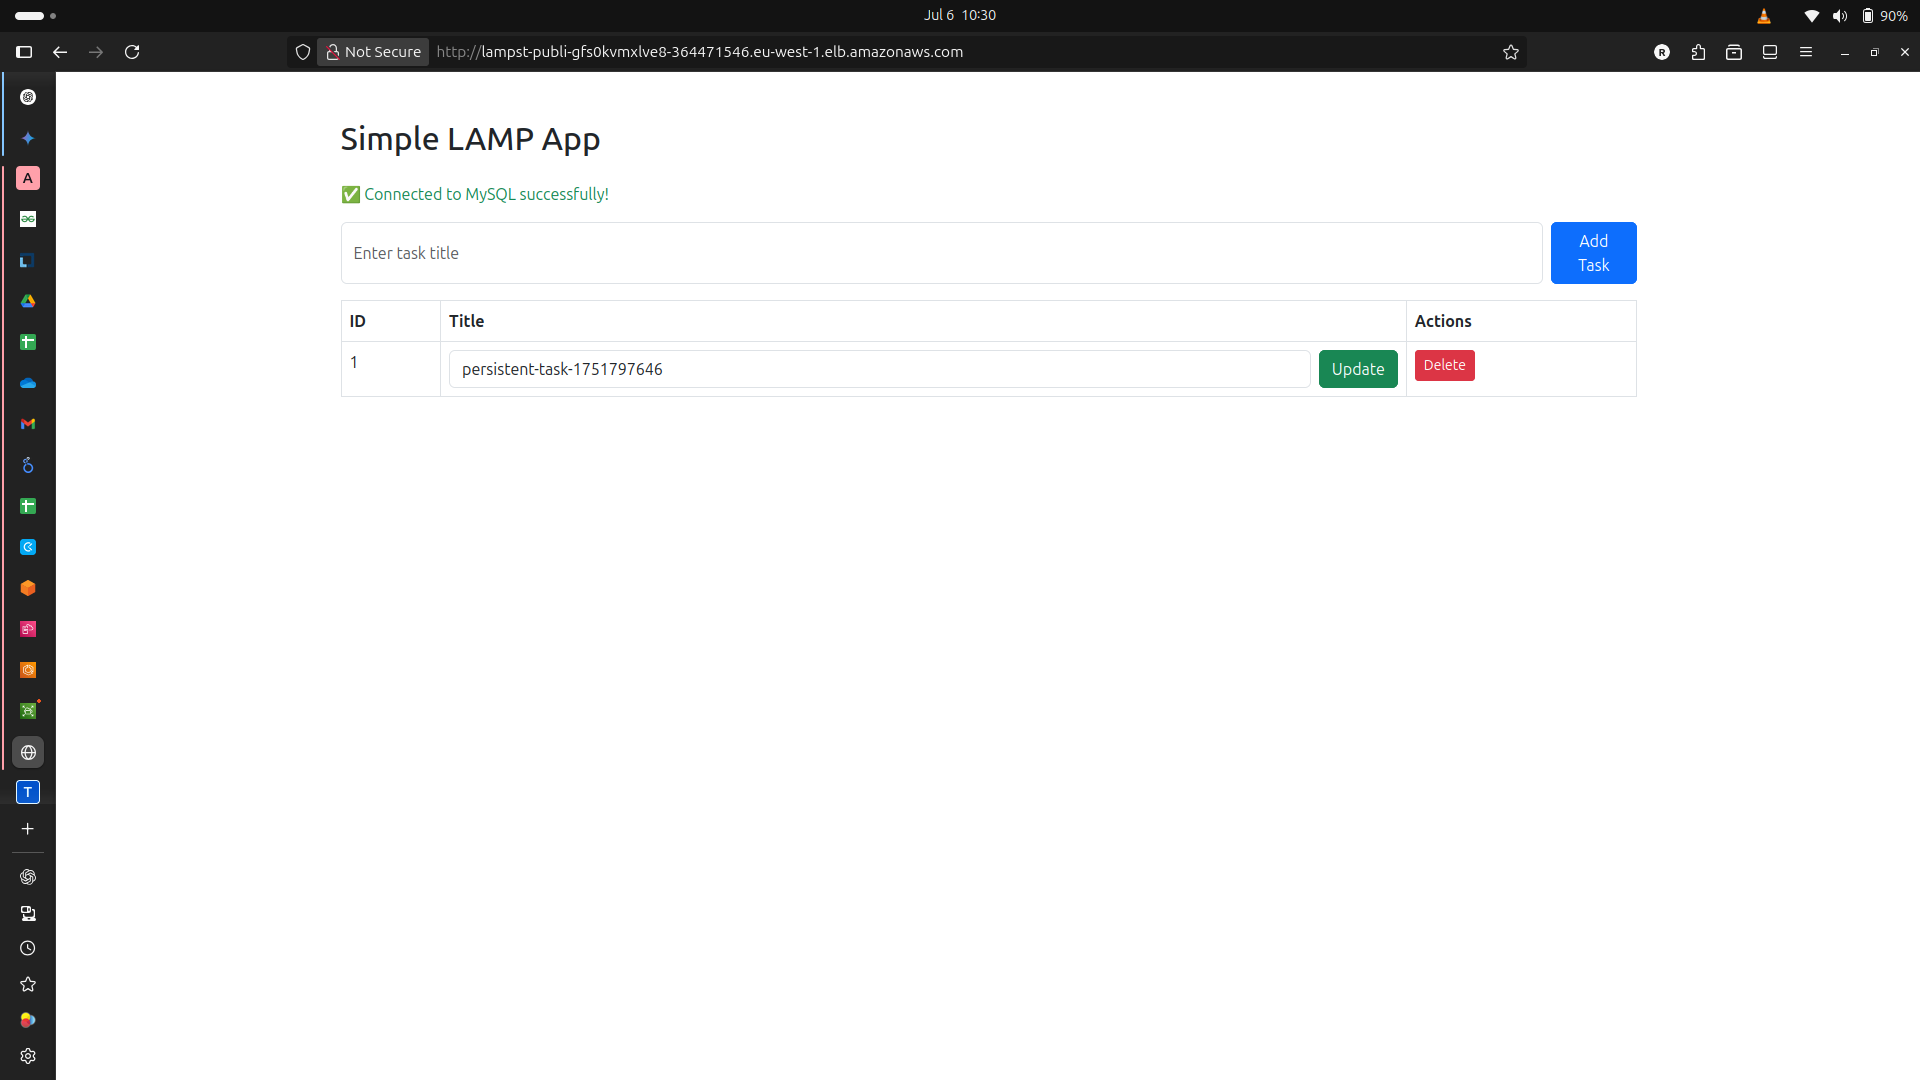 Jul 6 10:30
90%
Not Secure
http://lampst-publi-gfs0kvmxlve8-364471546.eu-west-1.elb.amazonaws.com
R
A
T
Simple LAMP App
✅ Connected to MySQL successfully!
Enter task title
Add
Task
ID Title Actions
1 persistent-task-1751797646 Update Delete